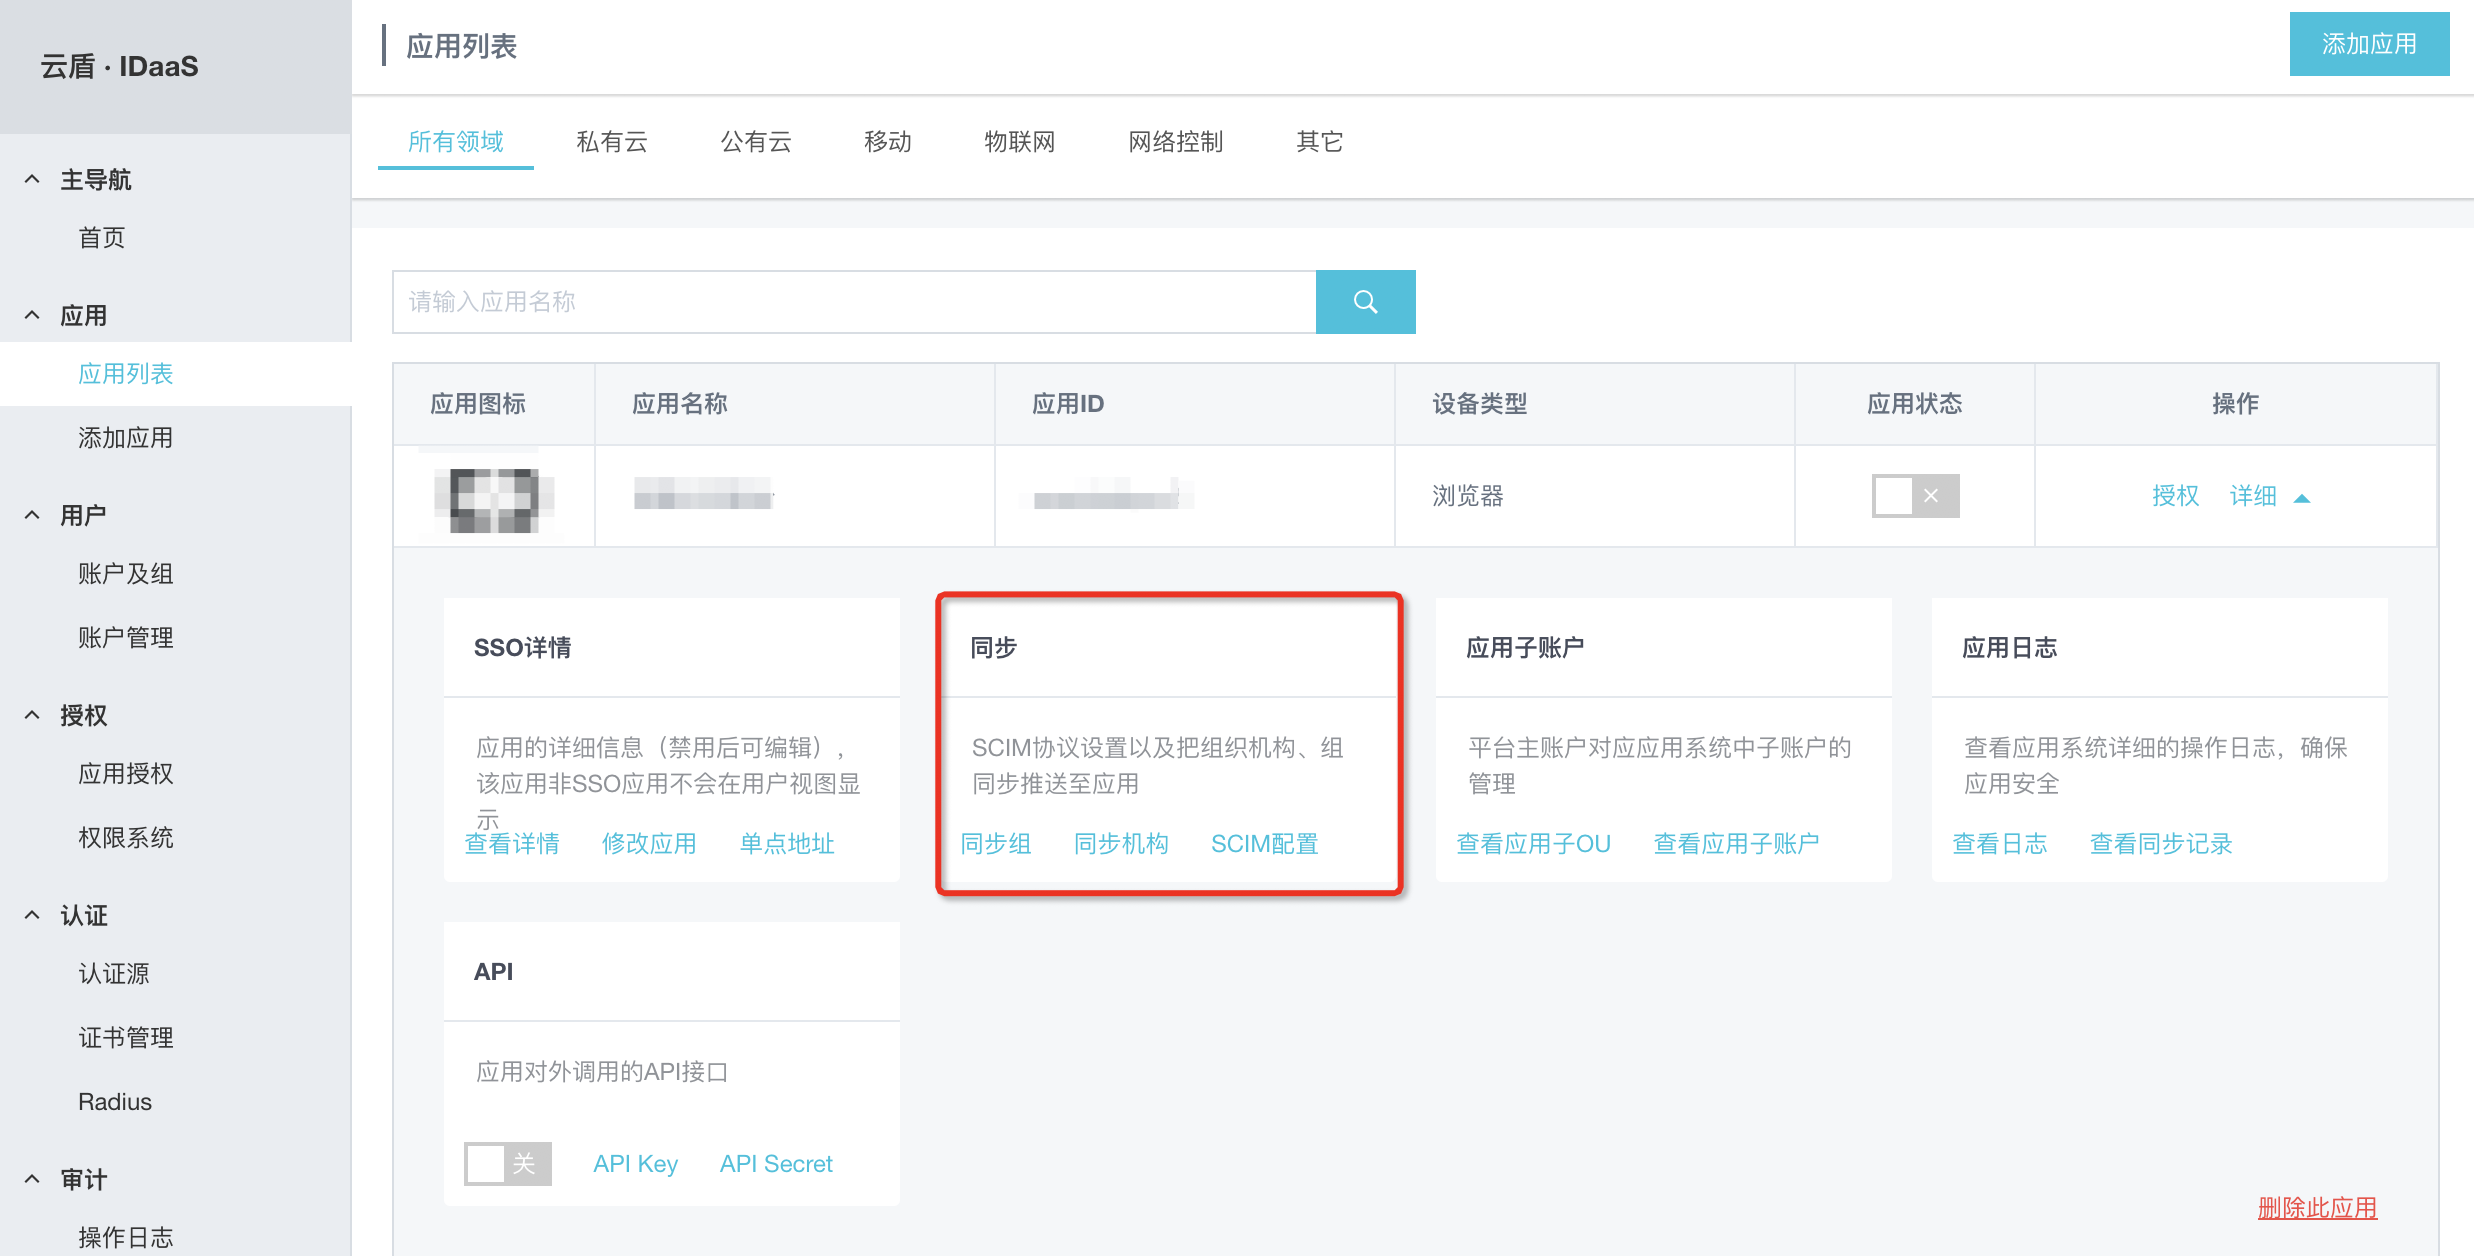 云盾 · IDaaS
主导航
首页
应用
应用列表
添加应用
用户
账户及组
账户管理
授权
应用授权
权限系统
认证
认证源
证书管理
Radius
审计
操作日志
应用列表
添加应用
所有领域 私有云 公有云 移动 物联网 网络控制 其它
请输入应用名称
应用图标 应用名称 应用ID 设备类型 应用状态 操作
浏览器 授权 详细
SSO详情
应用的详细信息（禁用后可编辑），
该应用非SSO应用不会在用户视图显
示
查看详情 修改应用 单点地址
同步
SCIM协议设置以及把组织机构、组
同步推送至应用
同步组 同步机构 SCIM配置
应用子账户
平台主账户对应应用系统中子账户的
管理
查看应用子OU 查看应用子账户
应用日志
查看应用系统详细的操作日志，确保
应用安全
查看日志 查看同步记录
API
应用对外调用的API接口
关 API Key API Secret
删除此应用